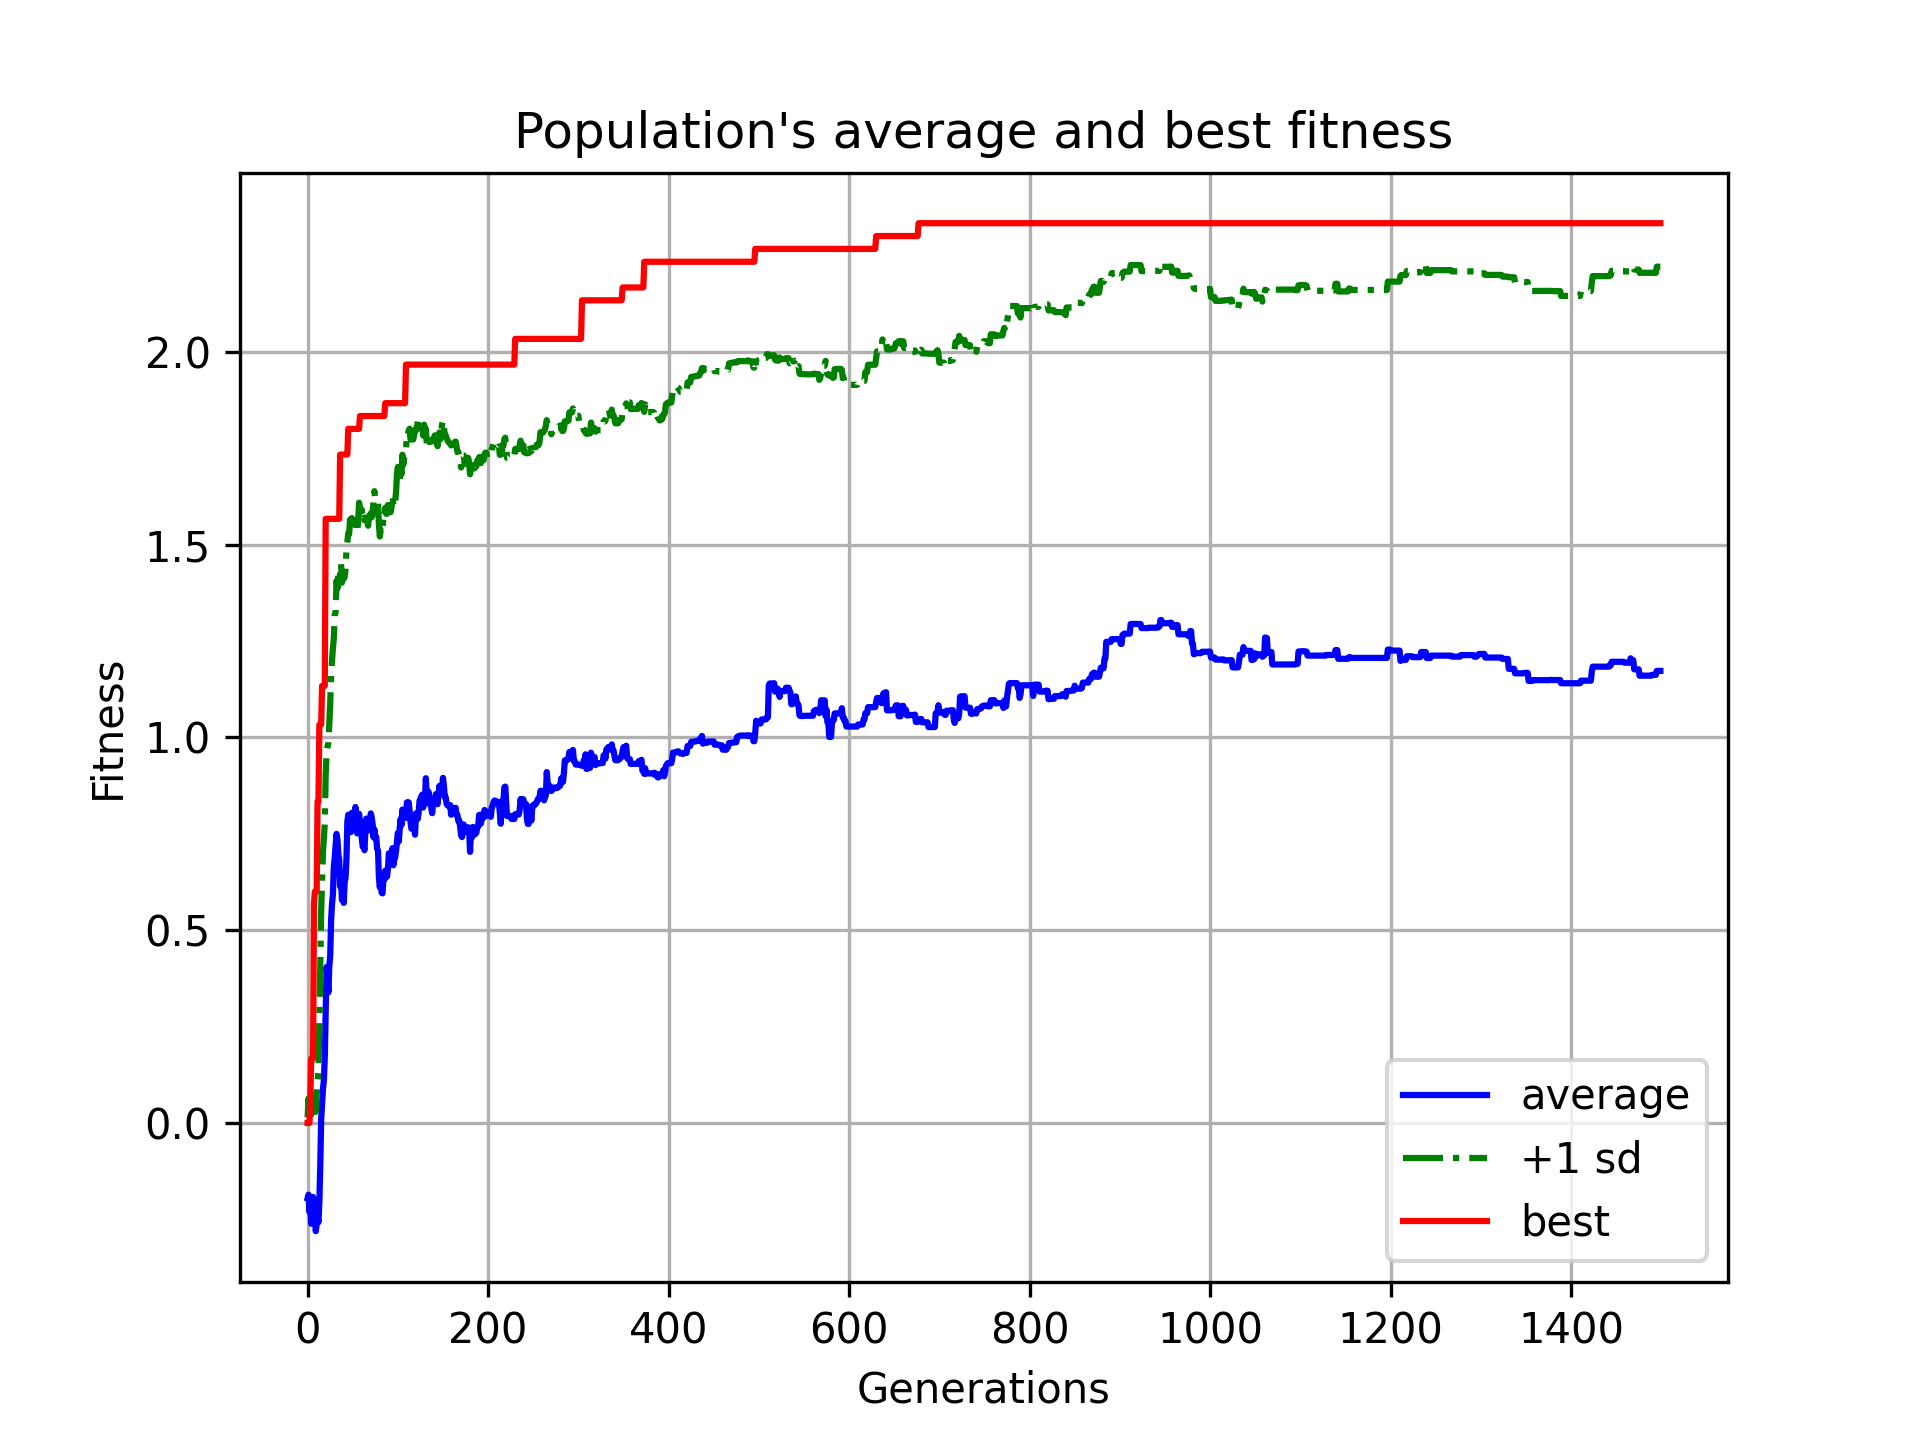 Population's average and best fitness
Fitness
2.0
1.5
1.0
0.5
0.0
average
+1 sd
best
0 200 400 600 800 1000 1200 1400
Generations